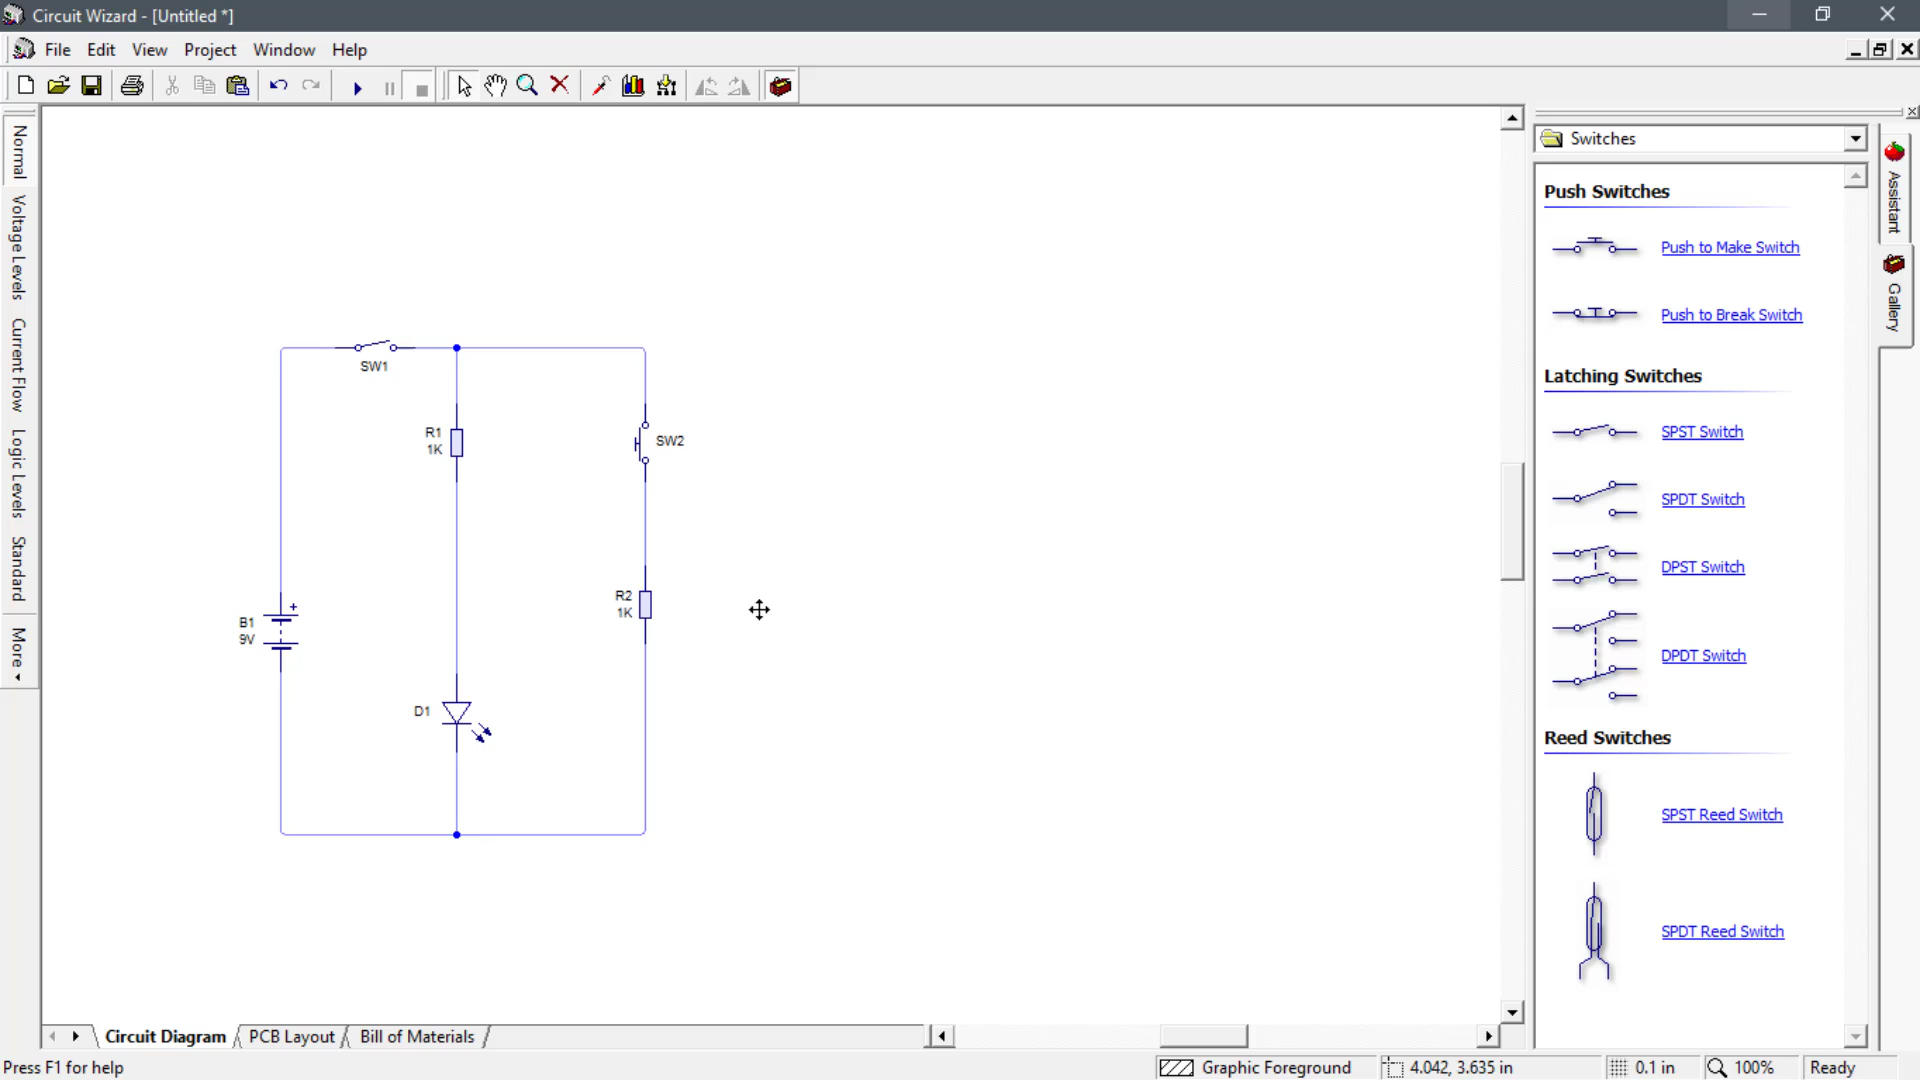 Circuit Wizard - [Untitled *]
File Edit View Project Window Help
Normal
Voltage Levels
Current Flow
Logic Levels
Standard
More
SW1
R1
1K
SW2
R2
1K
B1
9V
+
D1
Switches
Push Switches
Push to Make Switch
Push to Break Switch
Latching Switches
SPST Switch
SPDT Switch
DPST Switch
DPDT Switch
Reed Switches
SPST Reed Switch
SPDT Reed Switch
Assistant
Gallery
Circuit Diagram PCB Layout Bill of Materials
Press F1 for help Graphic Foreground 4.042, 3.635 in 0.1 in 100% Ready